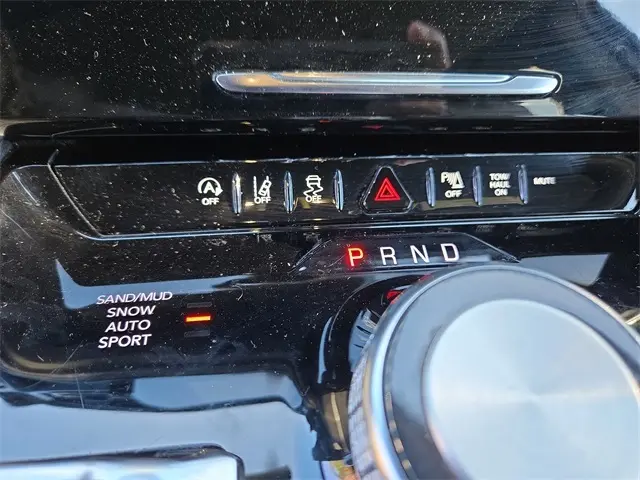 A OFF
OFF
OFF
P OFF
TOW/
HAUL
ON
MUTE
P R N D
SAND/MUD
SNOW
AUTO
SPORT